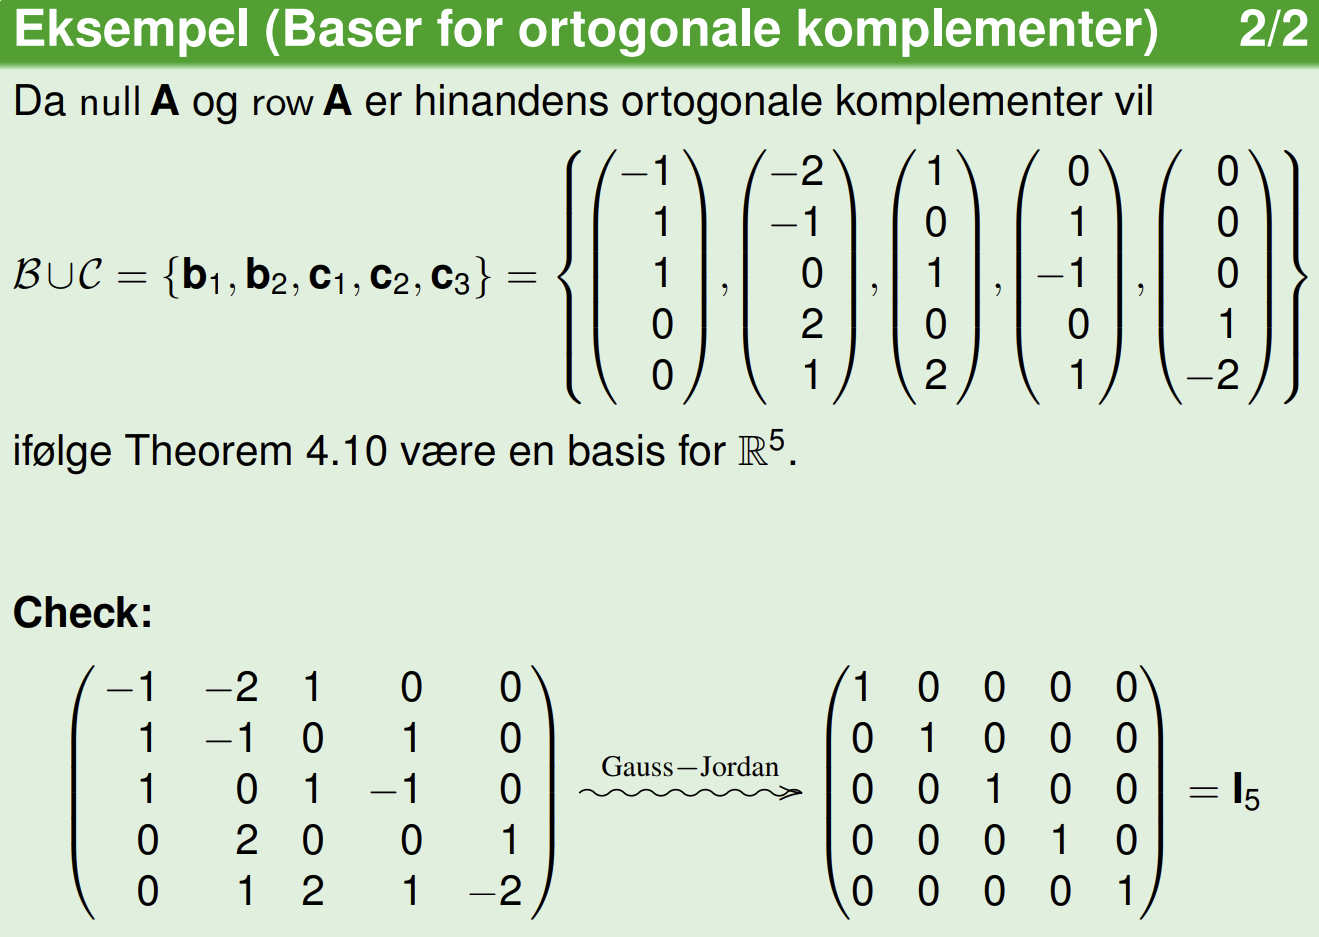 Eksempel (Baser for ortogonale komplementer) 2/2
Da null A og row A er hinandens ortogonale komplementer vil
ℬ∪𝒞 = {b₁, b₂, c₁, c₂, c₃} = { (−1 1 1 0 0), (−2 −1 0 2 1), (1 0 1 0 2), (0 1 −1 0 1), (0 0 0 1 −2) }
ifølge Theorem 4.10 være en basis for ℝ⁵.
Check:
−1 −2 1 0 0
1 −1 0 1 0
1 0 1 −1 0
0 2 0 0 1
0 1 2 1 −2
Gauss−Jordan
1 0 0 0 0
0 1 0 0 0
0 0 1 0 0
0 0 0 1 0
0 0 0 0 1
= I₅